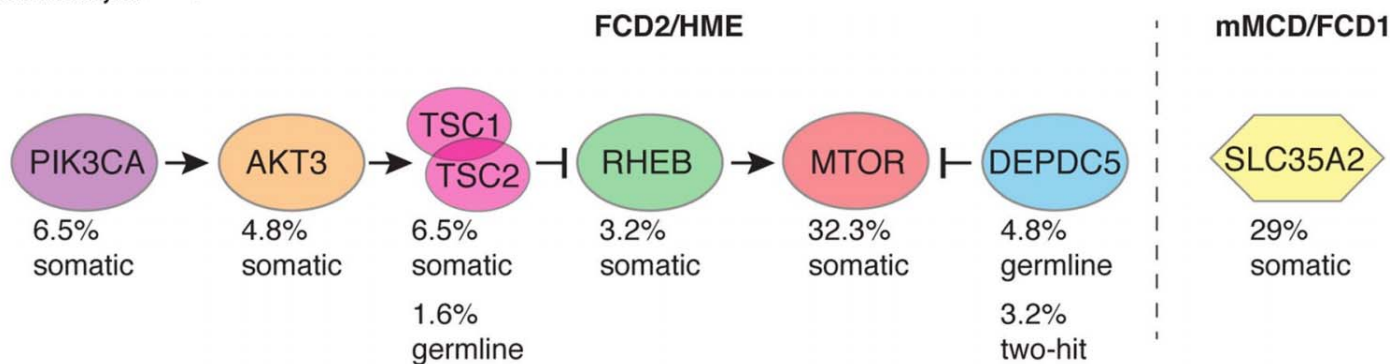 FCD2/HME
mMCD/FCD1
PIK3CA
AKT3
TSC1
TSC2
RHEB
MTOR
DEPDC5
SLC35A2
6.5%
somatic
4.8%
somatic
6.5%
somatic
1.6%
germline
3.2%
somatic
32.3%
somatic
4.8%
germline
3.2%
two-hit
29%
somatic